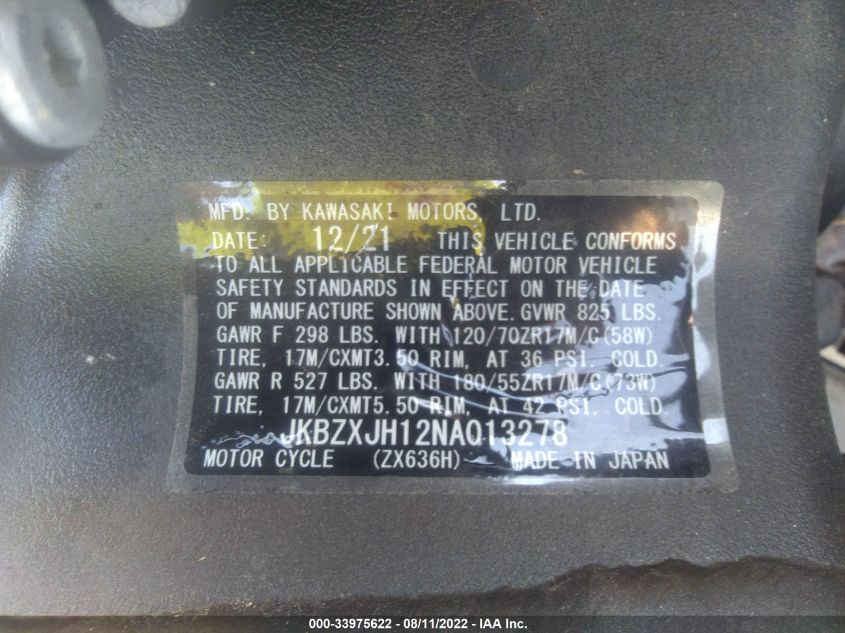 MFD. BY KAWASAKI MOTORS, LTD.
DATE: 12/21 THIS VEHICLE CONFORMS
TO ALL APPLICABLE FEDERAL MOTOR VEHICLE
SAFETY STANDARDS IN EFFECT ON THE DATE
OF MANUFACTURE SHOWN ABOVE. GVWR 825 LBS.
GAWR F 298 LBS. WITH 120/70ZR17M/C(58W)
TIRE, 17M/CXMT3.50 RIM, AT 36 PSI. COLD.
GAWR R 527 LBS. WITH 180/55ZR17M/C(73W)
TIRE, 17M/CXMT5.50 RIM, AT 42 PSI. COLD.
JKBZXJH12NA013278
MOTOR CYCLE (ZX636H) MADE IN JAPAN
100-33975622 - 08/11/2022 - IAA Inc.